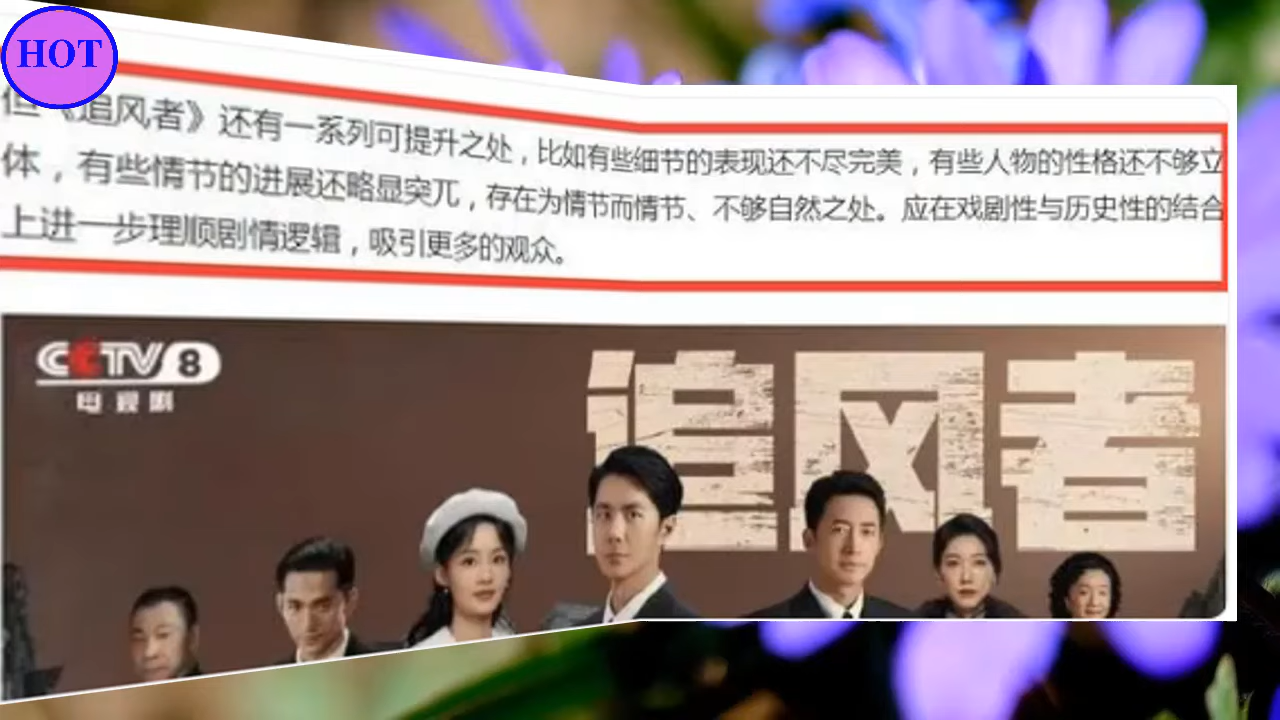 HOT
但《追风者》还有一系列可提升之处，比如有些细节的表现还不尽完美，有些人物的性格还不够立
体，有些情节的进展还略显突兀，存在为情节而情节、不够自然之处。应在戏剧性与历史性的结合
上进一步理顺剧情逻辑，吸引更多的观众。
CCTV 8
电视剧
追风者